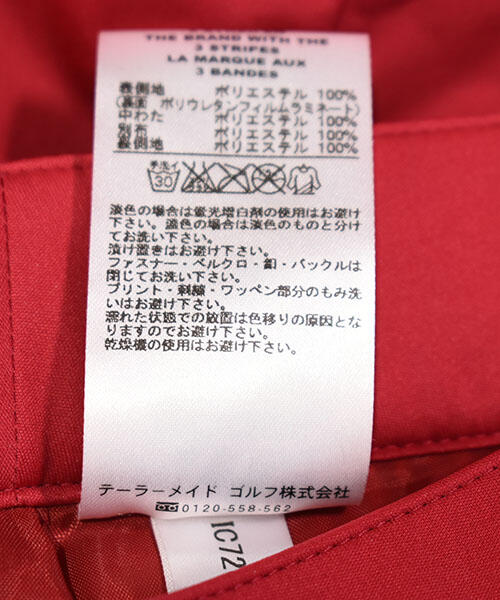 THE BRAND WITH THE
3 STRIPES
LA MARQUE AUX
3 BANDES
表側地 ポリエステル 100%
(裏面 ポリウレタンフィルムラミネート)
中わた ポリエステル 100%
別布 ポリエステル 100%
裏側地 ポリエステル 100%
手洗イ
30
淡色の場合は蛍光増白剤の使用はお避け
下さい。濃色の場合は淡色のものと分け
てお洗い下さい。
漬け置きはお避け下さい。
ファスナー・ベルクロ・釦・バックルは
閉じてお洗い下さい。
プリント・刺繍・ワッペン部分のもみ洗
いはお避け下さい。
濡れた状態での放置は色移りの原因とな
りますのでお避け下さい。
乾燥機の使用はお避け下さい。
テーラーメイド ゴルフ株式会社
0120-558-562
IC72